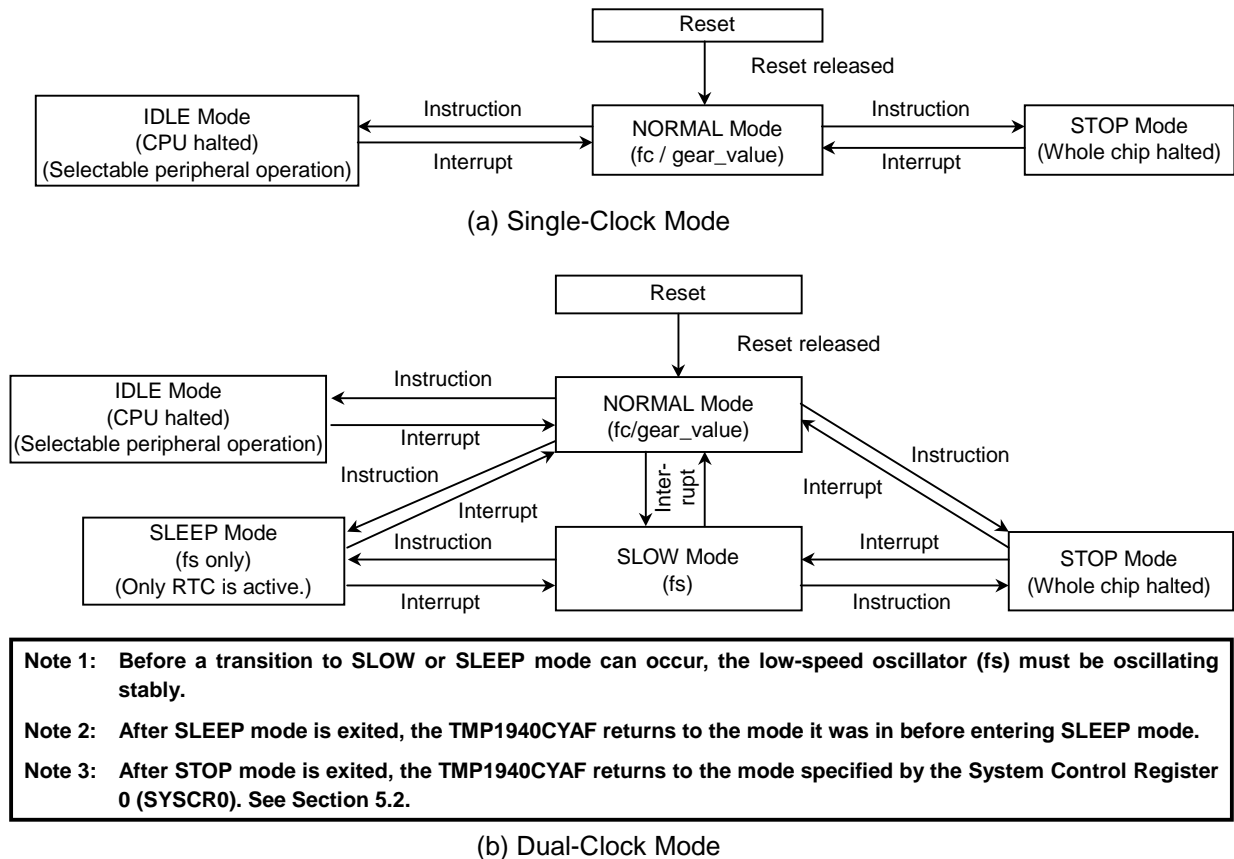 Reset
Reset released
IDLE Mode
(CPU halted)
(Selectable peripheral operation)
Instruction
Interrupt
NORMAL Mode
(fc / gear_value)
Instruction
Interrupt
STOP Mode
(Whole chip halted)
(a) Single-Clock Mode
Reset
Reset released
IDLE Mode
(CPU halted)
(Selectable peripheral operation)
Instruction
Interrupt
NORMAL Mode
(fc/gear_value)
Instruction
Interrupt
Inter-
rupt
Instruction
Interrupt
SLEEP Mode
(fs only)
(Only RTC is active.)
Instruction
Interrupt
SLOW Mode
(fs)
Interrupt
Instruction
STOP Mode
(Whole chip halted)
Note 1: Before a transition to SLOW or SLEEP mode can occur, the low-speed oscillator (fs) must be oscillating
stably.
Note 2: After SLEEP mode is exited, the TMP1940CYAF returns to the mode it was in before entering SLEEP mode.
Note 3: After STOP mode is exited, the TMP1940CYAF returns to the mode specified by the System Control Register
0 (SYSCR0). See Section 5.2.
(b) Dual-Clock Mode